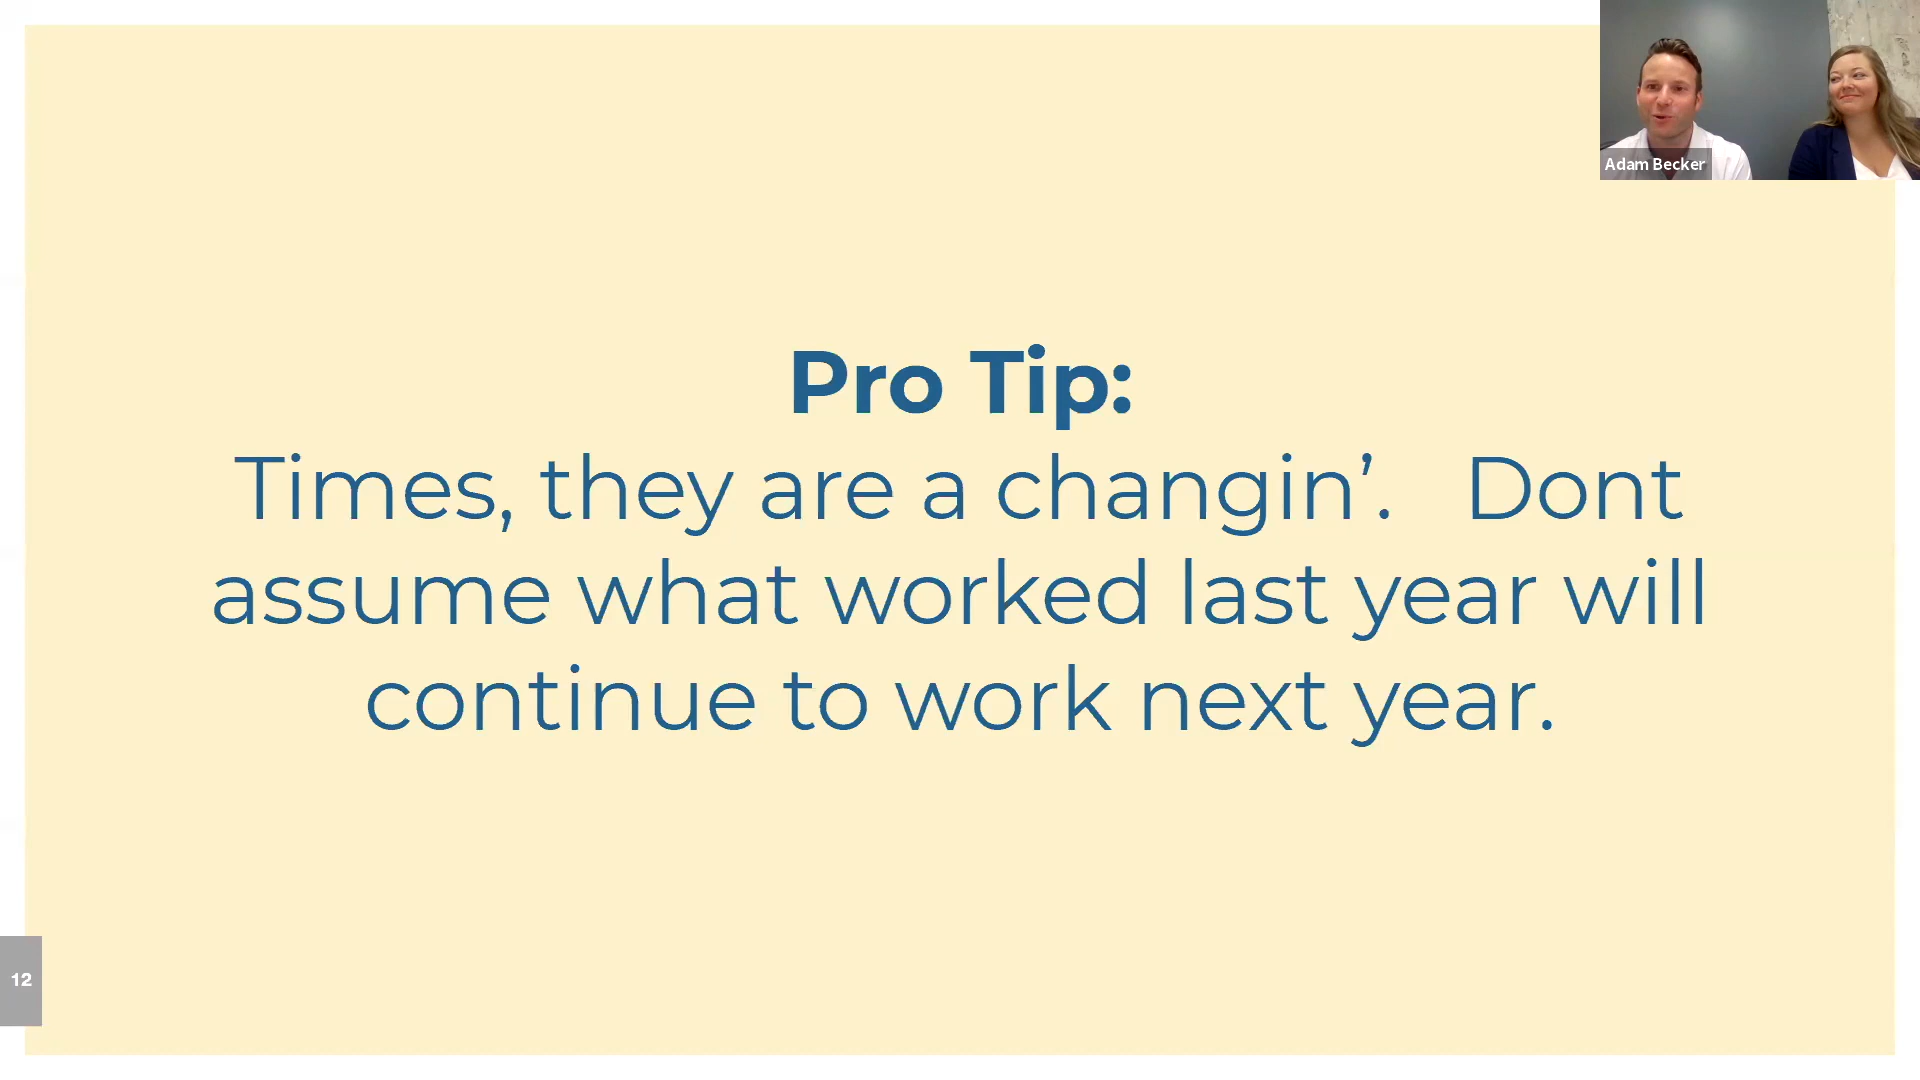 Adam Becker
Pro Tip:
Times, they are a changin’.   Dont
assume what worked last year will
continue to work next year.
12